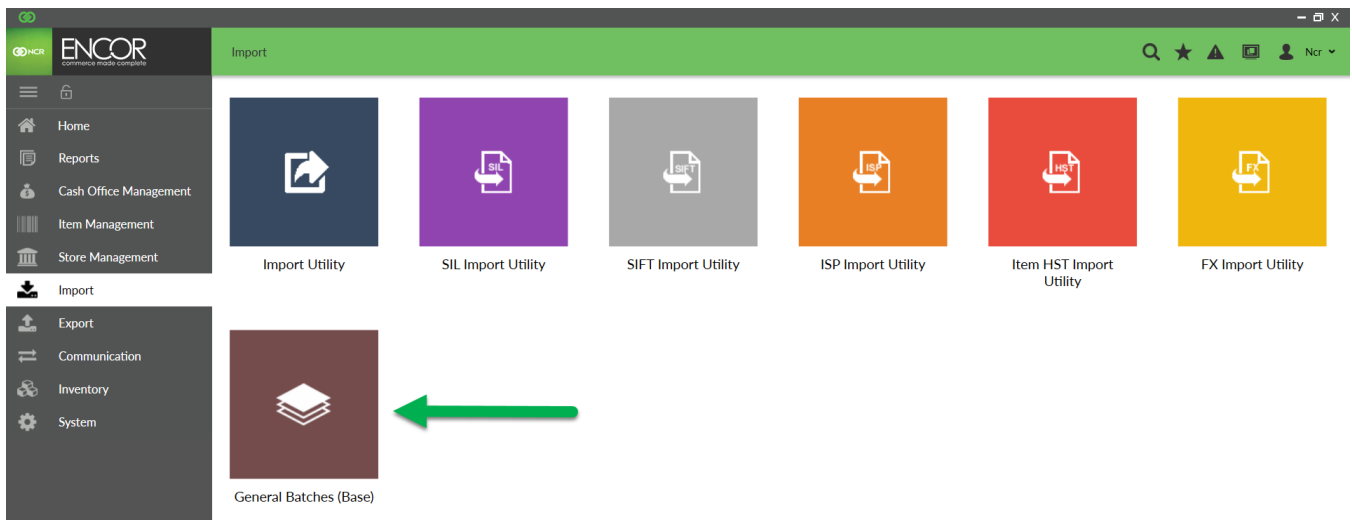 NCR
ENCOR
commerce made complete
Import
Ncr
Home
Reports
Cash Office Management
Item Management
Store Management
Import
Export
Communication
Inventory
System
Import Utility
SIL
SIL Import Utility
SIFT
SIFT Import Utility
ISP
ISP Import Utility
HST
Item HST Import
Utility
FX
FX Import Utility
General Batches (Base)